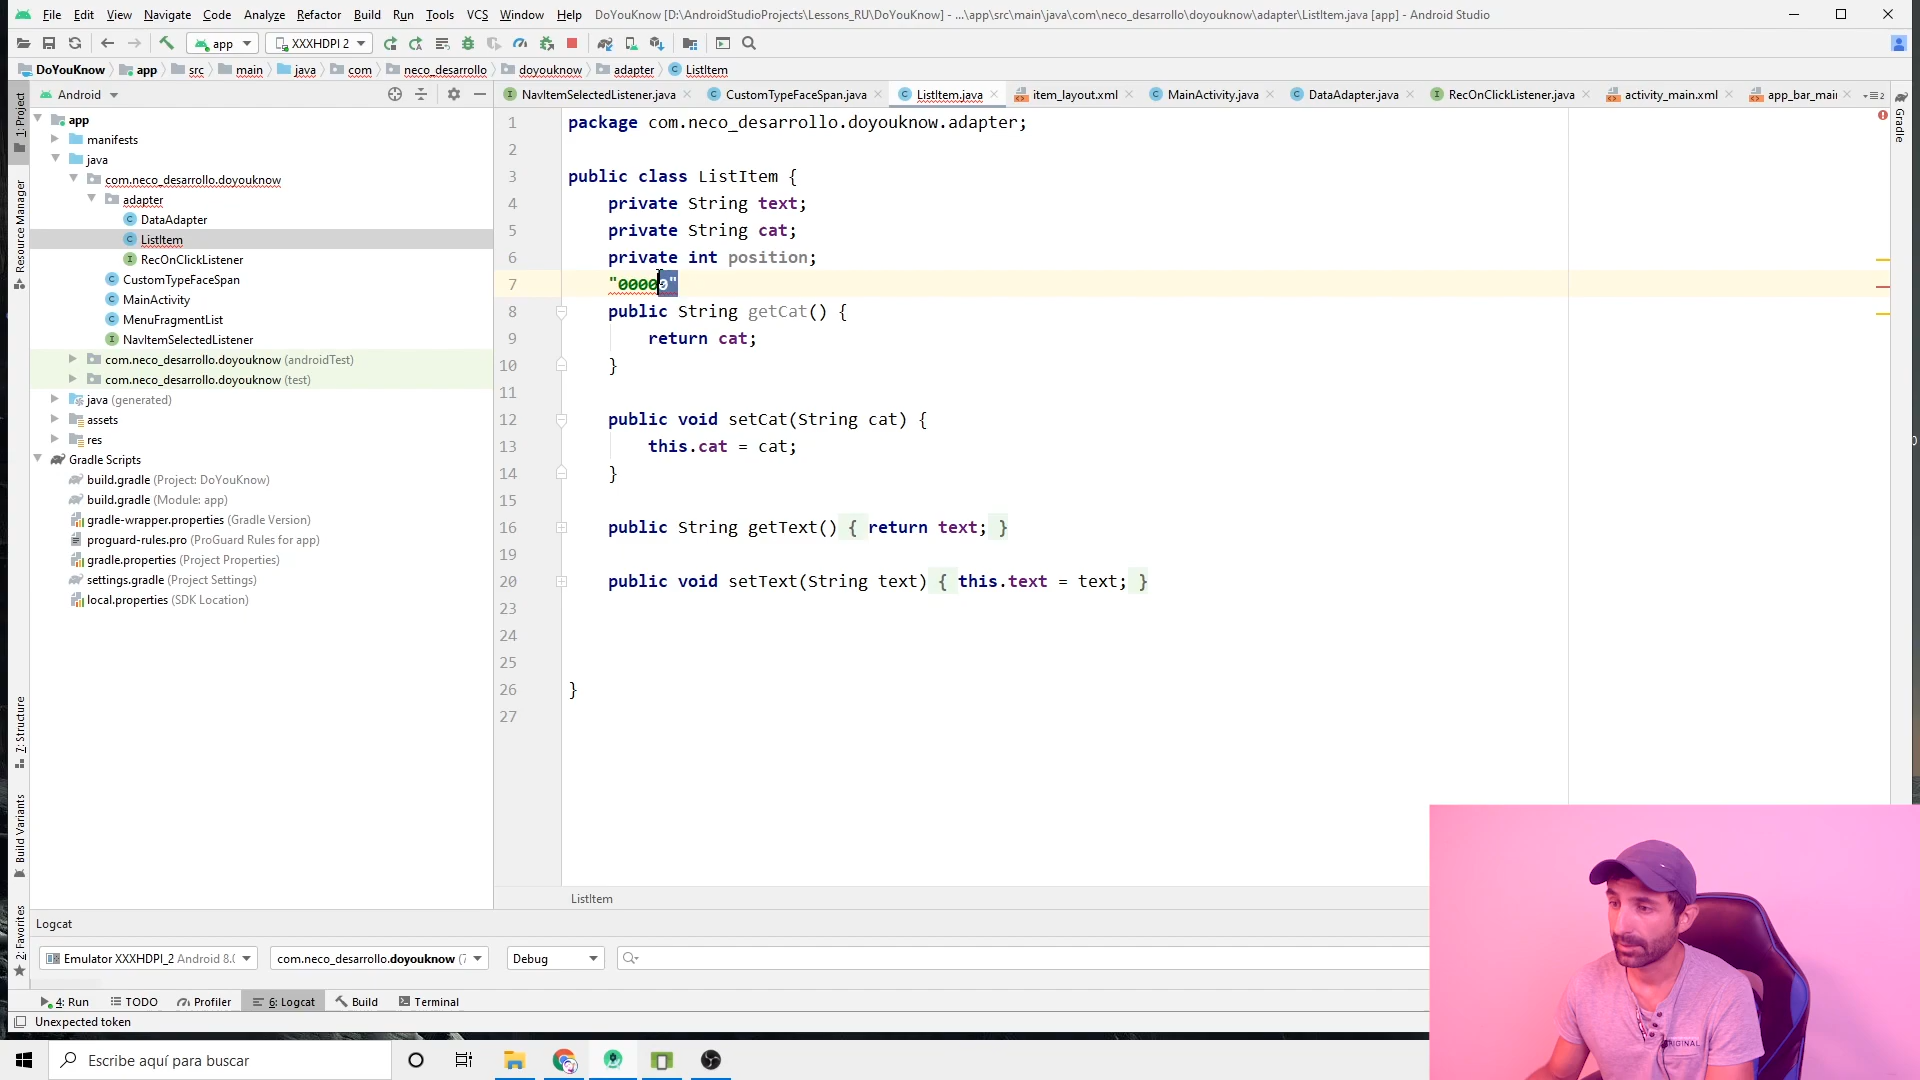 File Edit View Navigate Code Analyze Refactor Build Run Tools VCS Window Help DoYouKnow [D:\AndroidStudioProjects\Lessons_RU\DoYouKnow] - ...\app\src\main\java\com\neco_desarrollo\doyouknow\adapter\ListItem.java [app] - Android Studio
app XXXHDPI 2
DoYouKnow app src main java com neco_desarrollo doyouknow adapter ListItem
Android
NavItemSelectedListener.java CustomTypeFaceSpan.java ListItem.java item_layout.xml MainActivity.java DataAdapter.java RecOnClickListener.java activity_main.xml app_bar_mai 2
1: Project
Resource Manager
7: Structure
Build Variants
2: Favorites
Gradle
app
manifests
java
com.neco_desarrollo.doyouknow
adapter
DataAdapter
ListItem
RecOnClickListener
CustomTypeFaceSpan
MainActivity
MenuFragmentList
NavItemSelectedListener
com.neco_desarrollo.doyouknow (androidTest)
com.neco_desarrollo.doyouknow (test)
java (generated)
assets
res
Gradle Scripts
build.gradle (Project: DoYouKnow)
build.gradle (Module: app)
gradle-wrapper.properties (Gradle Version)
proguard-rules.pro (ProGuard Rules for app)
gradle.properties (Project Properties)
settings.gradle (Project Settings)
local.properties (SDK Location)
1 package com.neco_desarrollo.doyouknow.adapter;
2
3 public class ListItem {
4 private String text;
5 private String cat;
6 private int position;
7 "00000"
8 public String getCat() {
9 return cat;
10 }
11
12 public void setCat(String cat) {
13 this.cat = cat;
14 }
15
16 public String getText() { return text; }
19
20 public void setText(String text) { this.text = text; }
23
24
25
26 }
27
ListItem
Logcat
Emulator XXXHDPI_2 Android 8.( com.neco_desarrollo.doyouknow (7 Debug
4: Run TODO Profiler 6: Logcat Build Terminal
Unexpected token
Escribe aquí para buscar